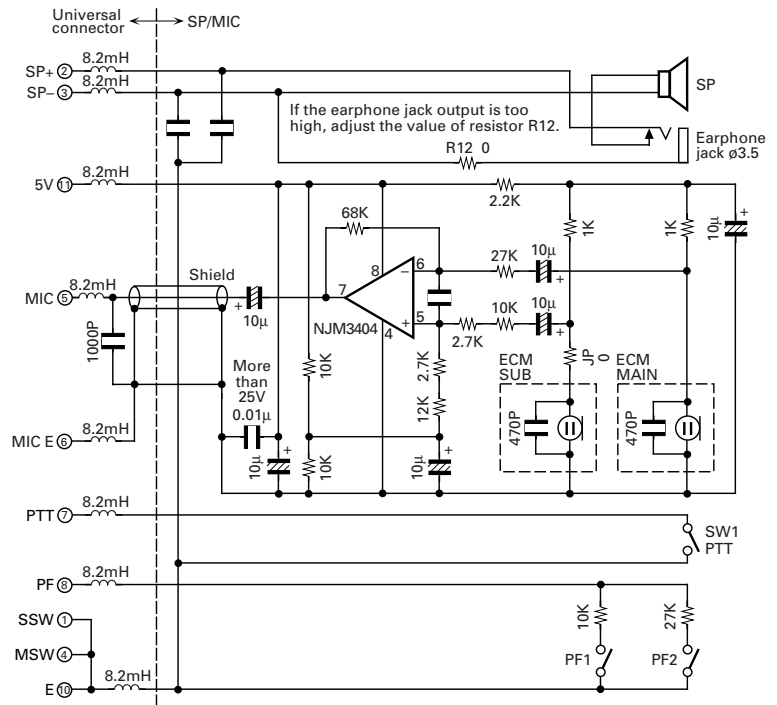 Universal connector
SP/MIC
8.2mH
SP+ ②
8.2mH
SP– ③
SP
If the earphone jack output is too
high, adjust the value of resistor R12.
R12 0
Earphone
jack ø3.5
8.2mH
5V ⑪
2.2K
68K
1K
1K
10µ
+
27K
10µ
+
8
6
–
7
Shield
8.2mH
MIC ⑤
+
10µ
NJM3404
+
5
4
10K
10µ
+
2.7K
1000P
10K
2.7K
12K
JP
0
ECM
SUB
ECM
MAIN
470P
470P
More
than
25V
0.01µ
8.2mH
MIC E ⑥
10µ
+
10K
10µ
+
8.2mH
PTT ⑦
SW1
PTT
8.2mH
PF ⑧
10K
27K
SSW ①
MSW ④
PF1
PF2
8.2mH
E ⑩